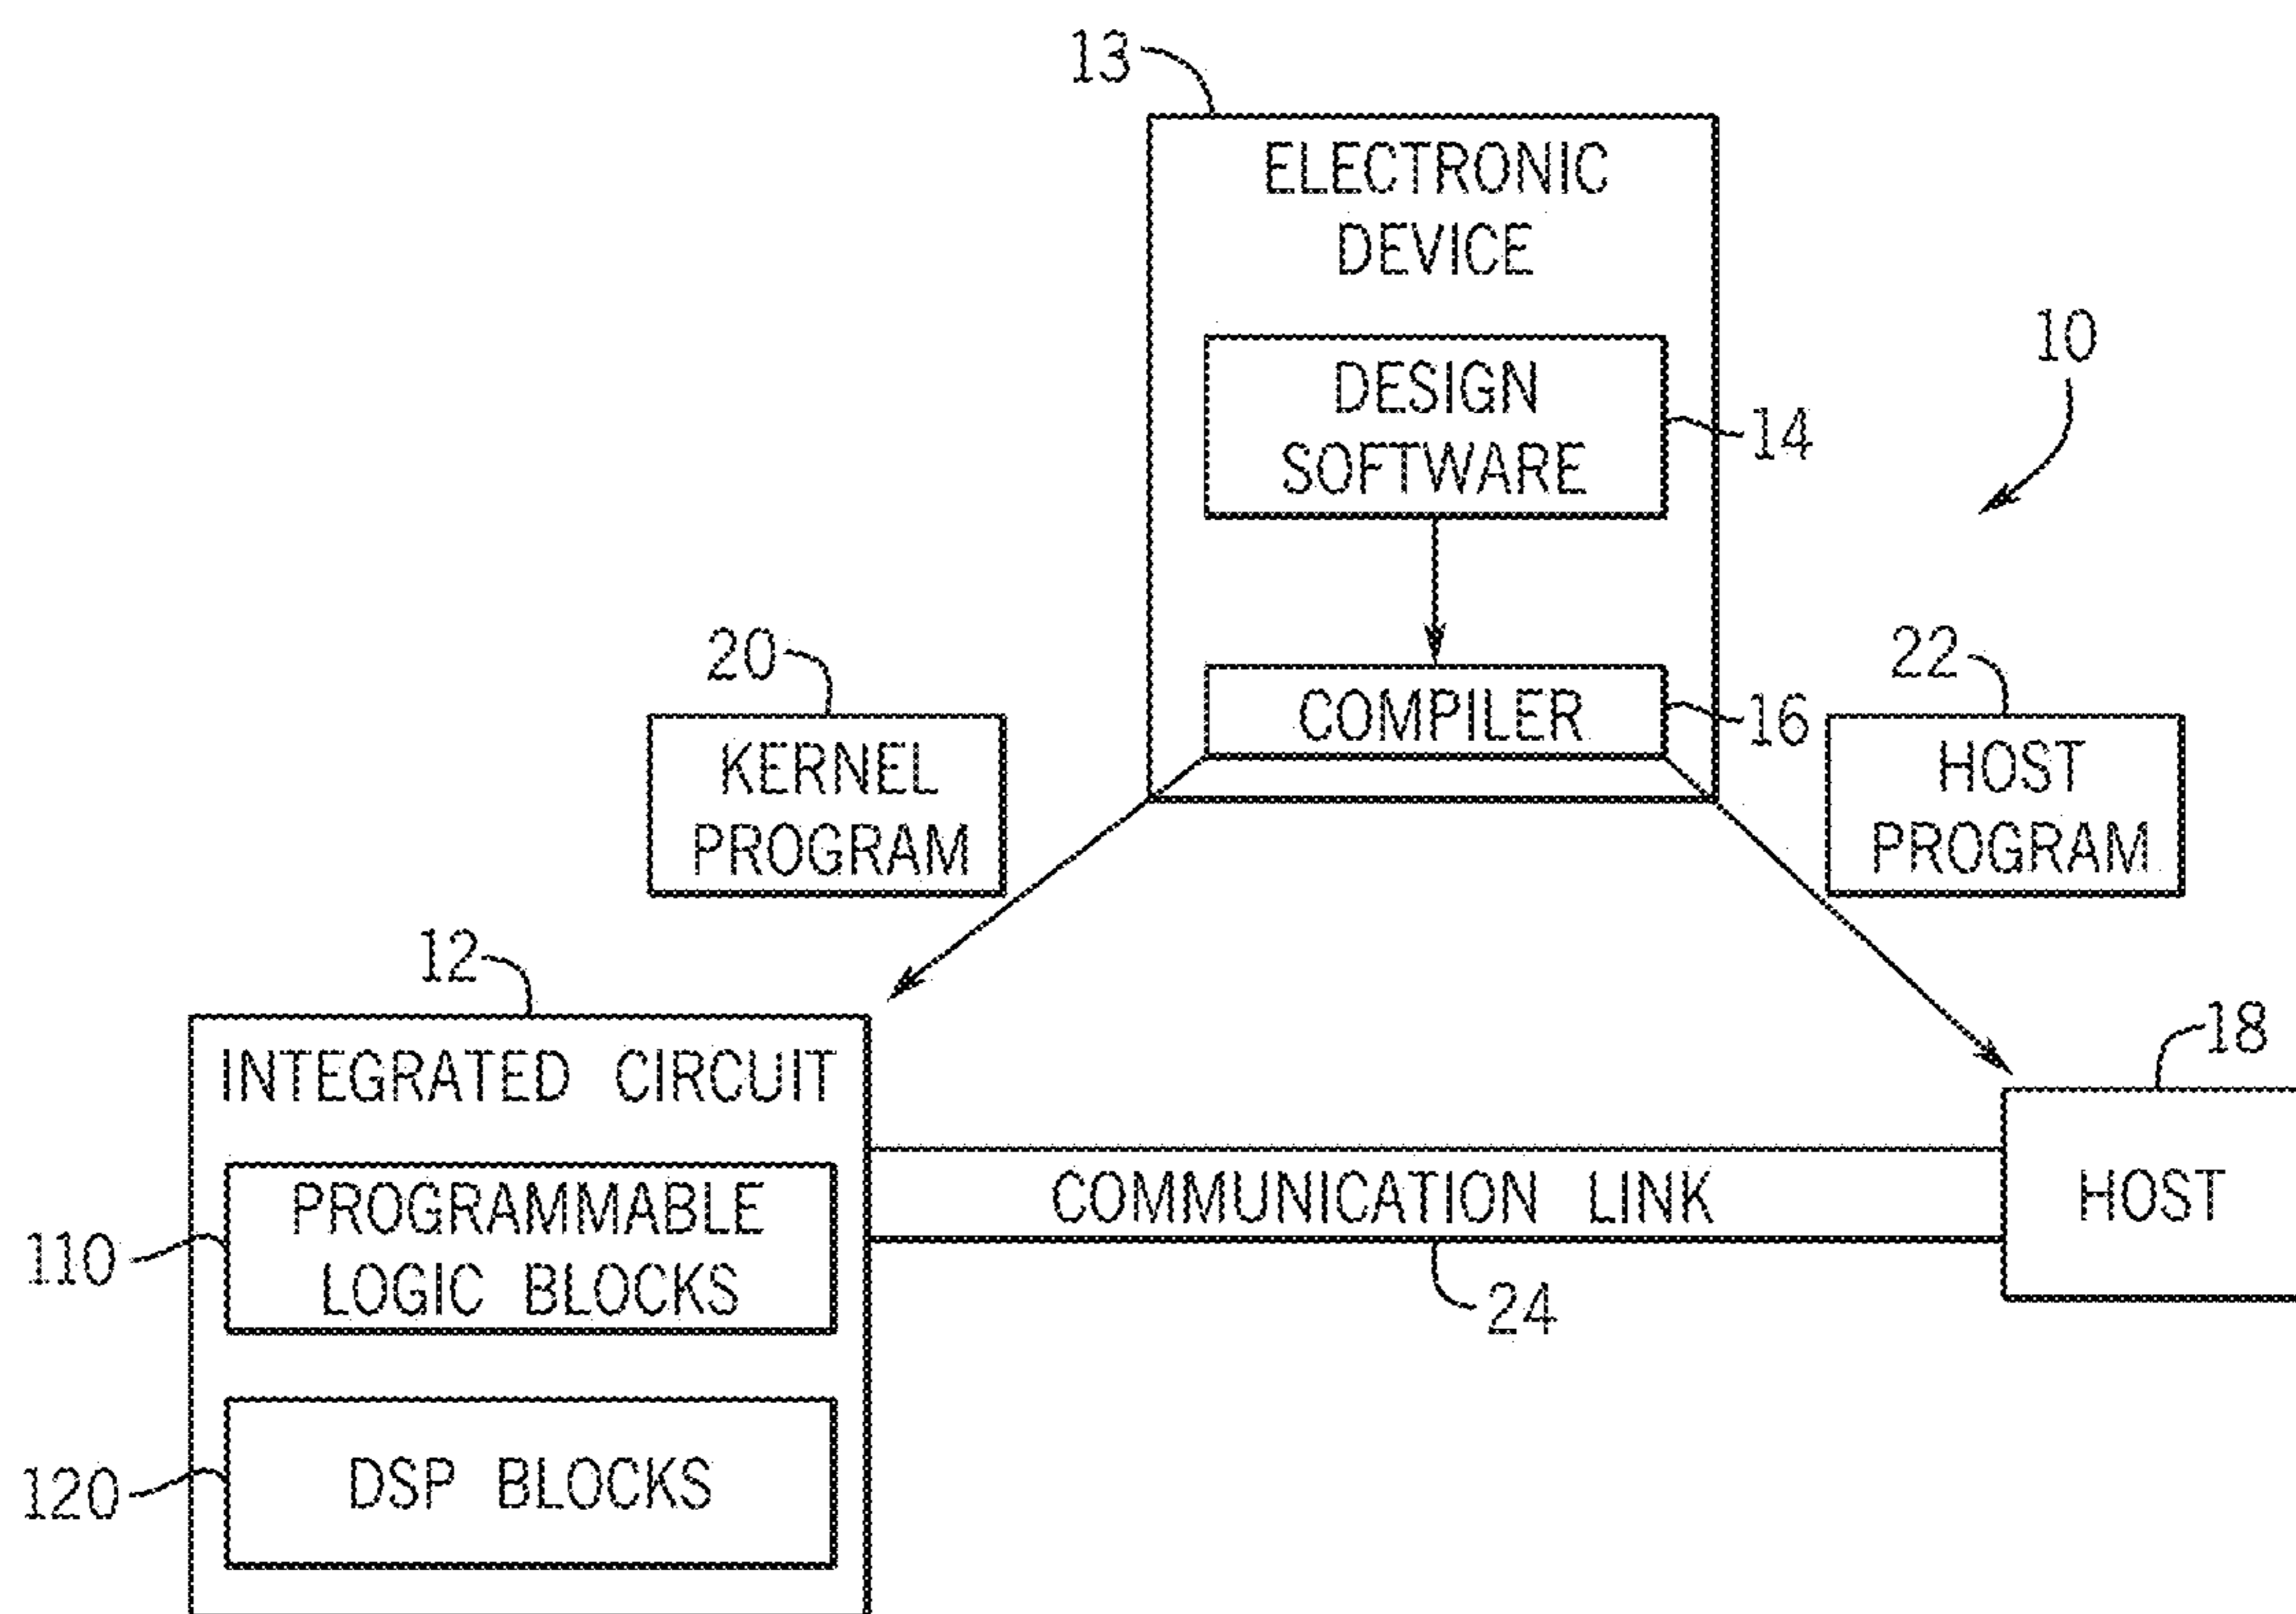 13
ELECTRONIC
DEVICE
10
DESIGN
SOFTWARE
14
20
22
COMPILER
16
KERNEL
PROGRAM
HOST
PROGRAM
12
18
INTEGRATED CIRCUIT
PROGRAMMABLE
LOGIC BLOCKS
110
COMMUNICATION LINK
HOST
24
DSP BLOCKS
120